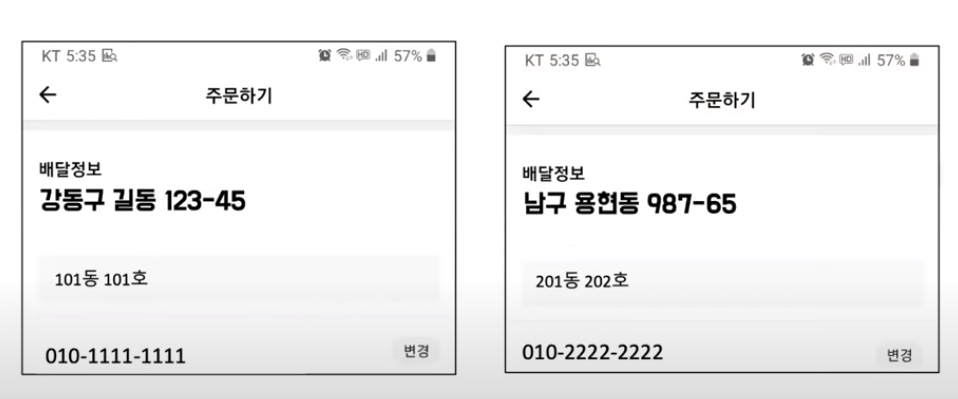 KT 5:35
57%
주문하기
배달정보
강동구 길동 123-45
101동 101호
010-1111-1111
변경
KT 5:35
57%
주문하기
배달정보
남구 용현동 987-65
201동 202호
010-2222-2222
변경